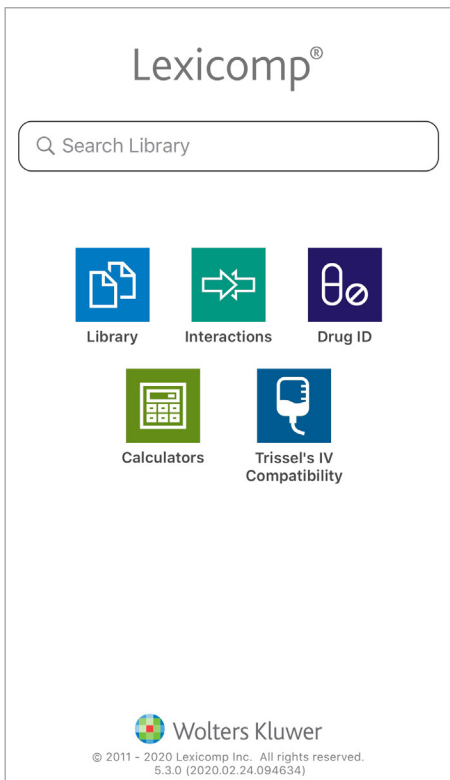 Lexicomp®
Search Library
Library
Interactions
Drug ID
Calculators
Trissel's IV
Compatibility
Wolters Kluwer
© 2011 - 2020 Lexicomp Inc. All rights reserved.
5.3.0 (2020.02.24.094634)